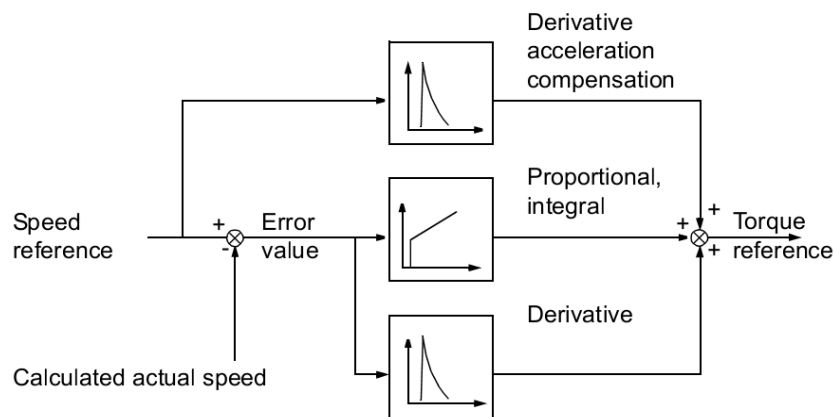 Derivative
acceleration
compensation
Proportional,
integral
+
Speed
reference
+
-
Error
value
+
+
Torque
reference
Derivative
Calculated actual speed